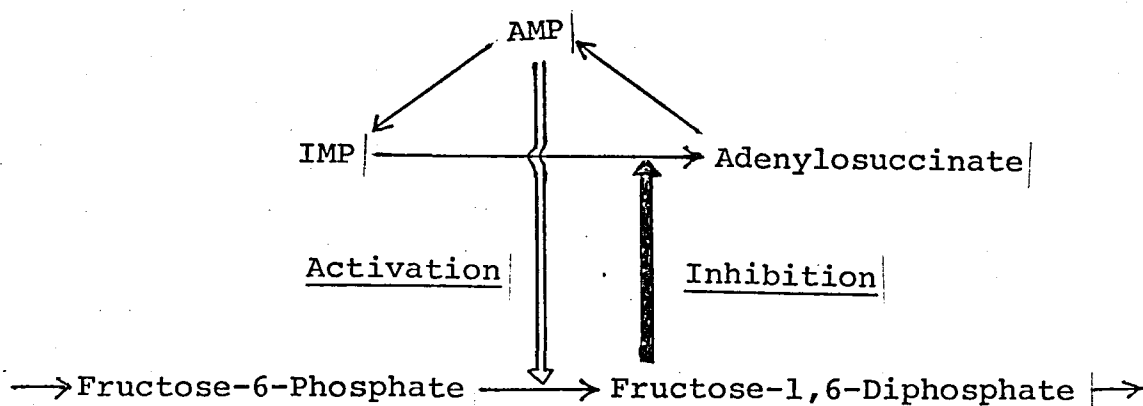 AMP
IMP Adenylosuccinate
Activation Inhibition
Fructose-6-Phosphate Fructose-1,6-Diphosphate